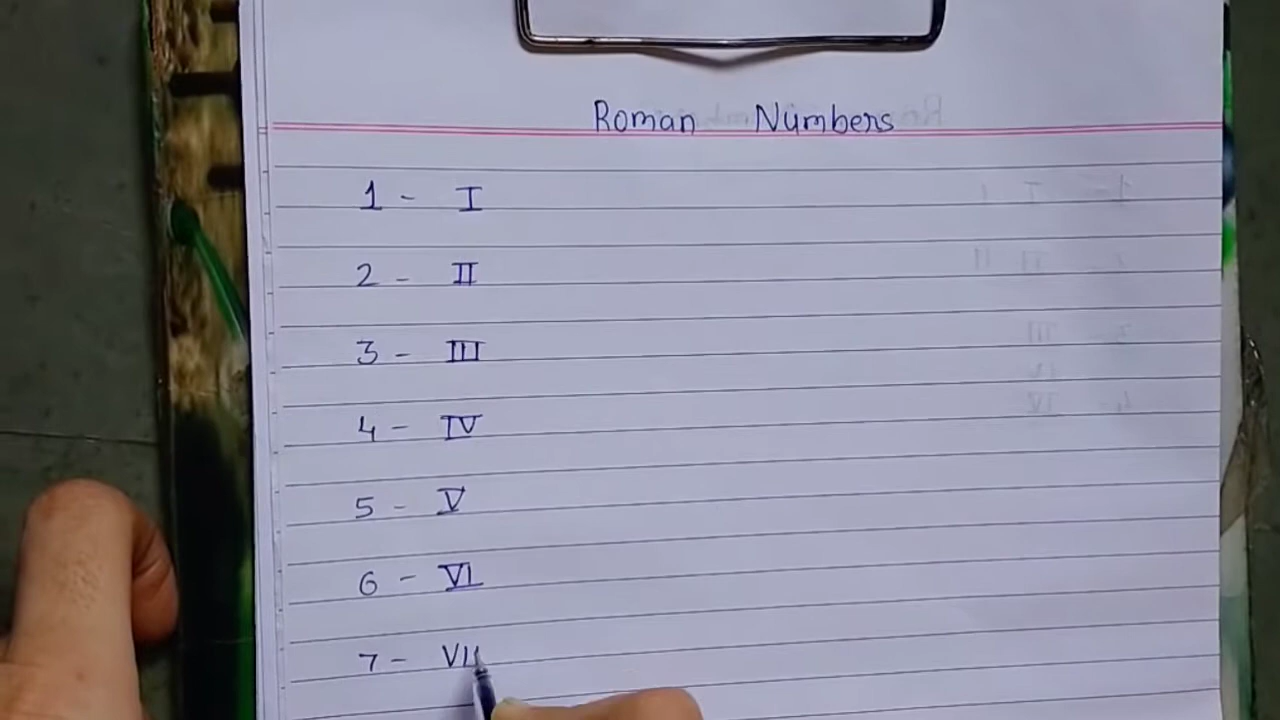 Roman Numbers
1 - I
2 - II
3 - III
4 - IV
5 - V
6 - VI
7 - VII